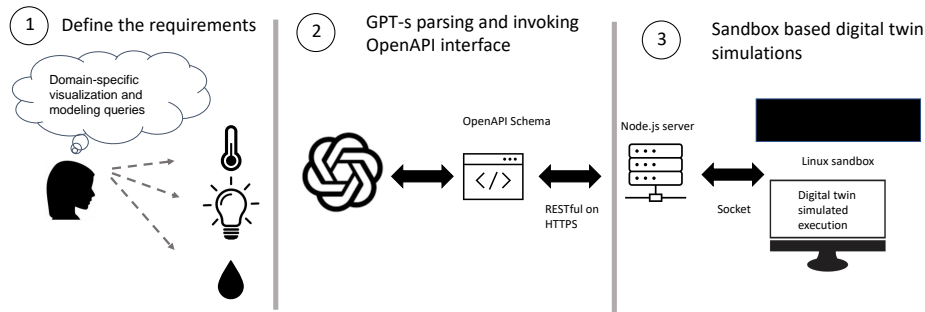 1
Define the requirements
Domain-specific
visualization and
modeling queries
2
GPT-s parsing and invoking
OpenAPI interface
OpenAPI Schema
</>
RESTful on
HTTPS
3
Sandbox based digital twin
simulations
Node.js server
Socket
Linux sandbox
Digital twin
simulated
execution